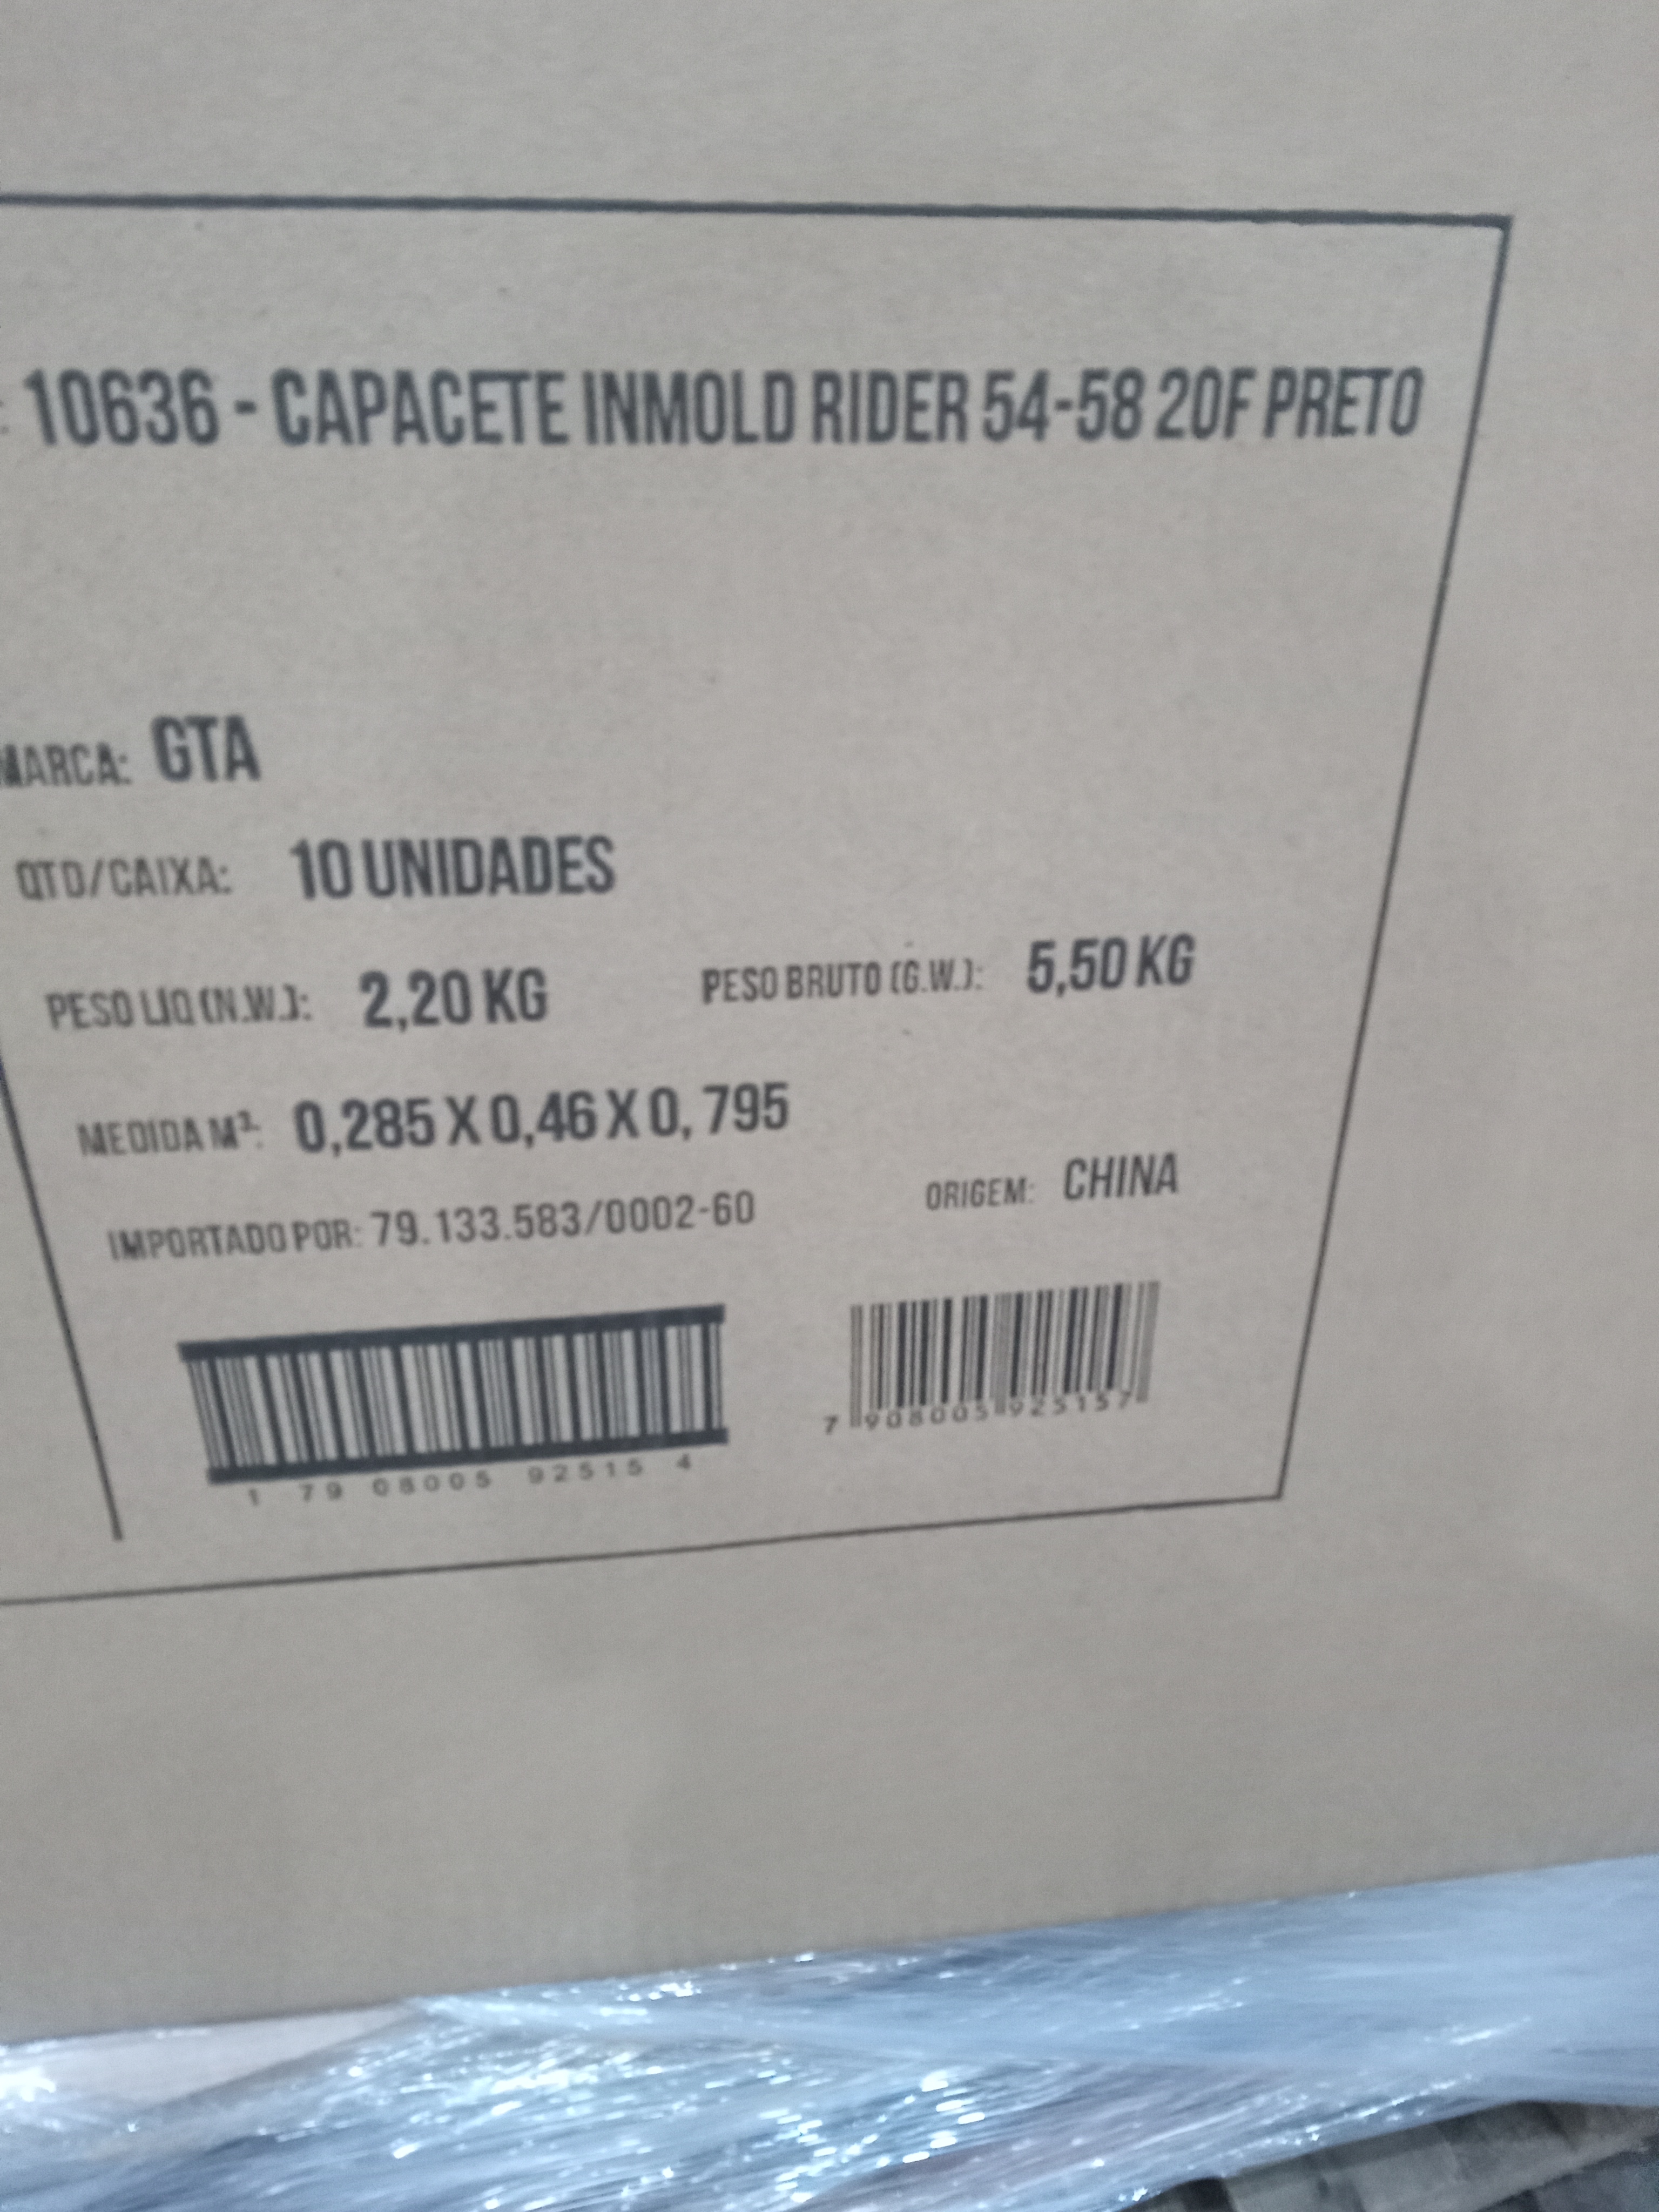 : 10636 - CAPACETE INMOLD RIDER 54-58 20F PRETO
MARCA: GTA
QTD/CAIXA: 10 UNIDADES
PESO LIQ (N.W.): 2,20 KG PESO BRUTO (G.W.): 5,50 KG
MEDIDA M³: 0,285 X 0,46 X 0, 795
IMPORTADO POR: 79.133.583/0002-60 ORIGEM: CHINA
1 79 08005 92515 4 7 908005 925157